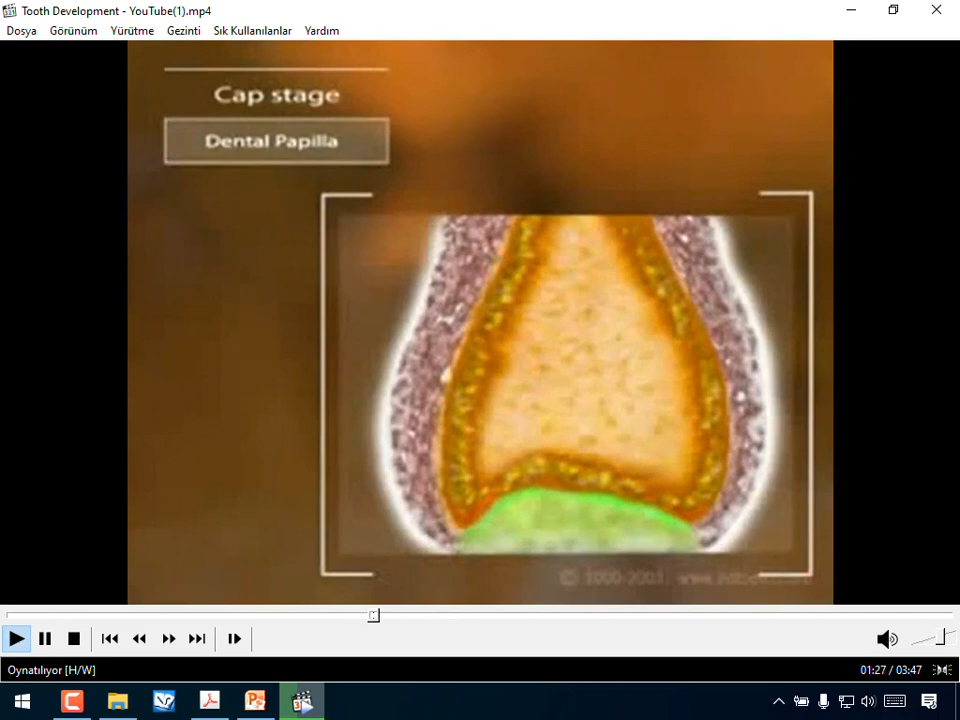 Tooth Development - YouTube(1).mp4
Dosya Görünüm Yürütme Gezinti Sık Kullanılanlar Yardım
Cap stage
Dental Papilla
© 2000-2003 www.
Oynatılıyor [H/W]
01:27 / 03:47